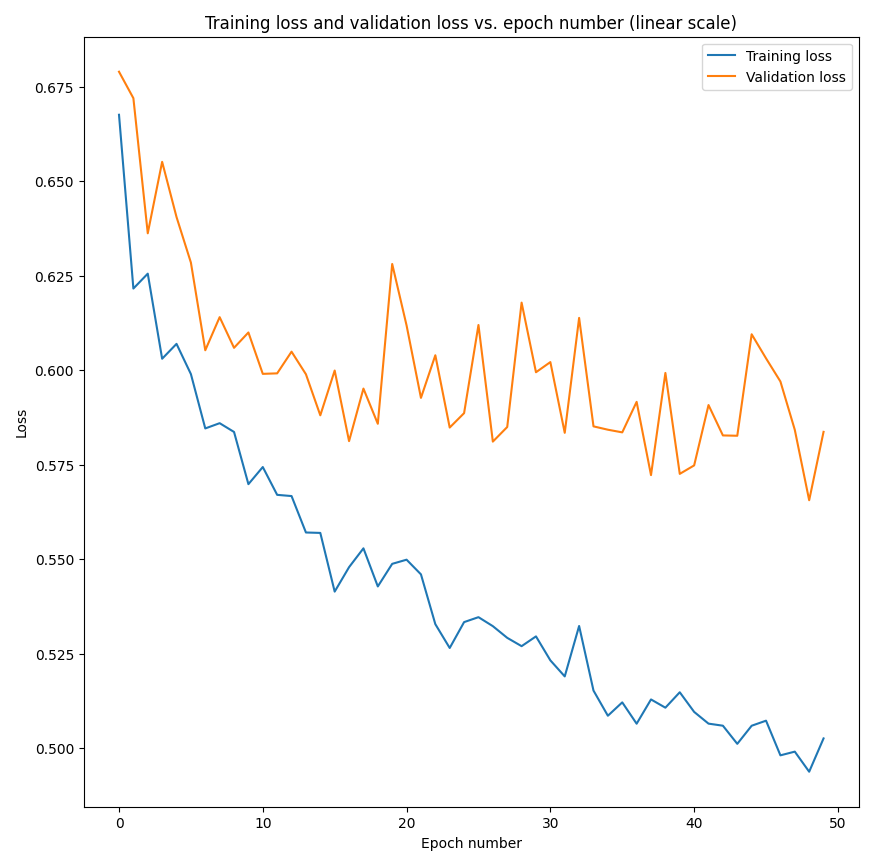 Training loss and validation loss vs. epoch number (linear scale)
Training loss
Validation loss
0.675
0.650
0.625
0.600
0.575
0.550
0.525
0.500
Loss
0 10 20 30 40 50
Epoch number